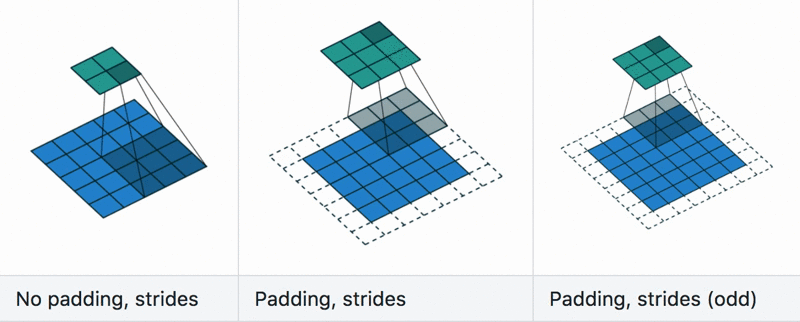 No padding, strides
Padding, strides
Padding, strides (odd)